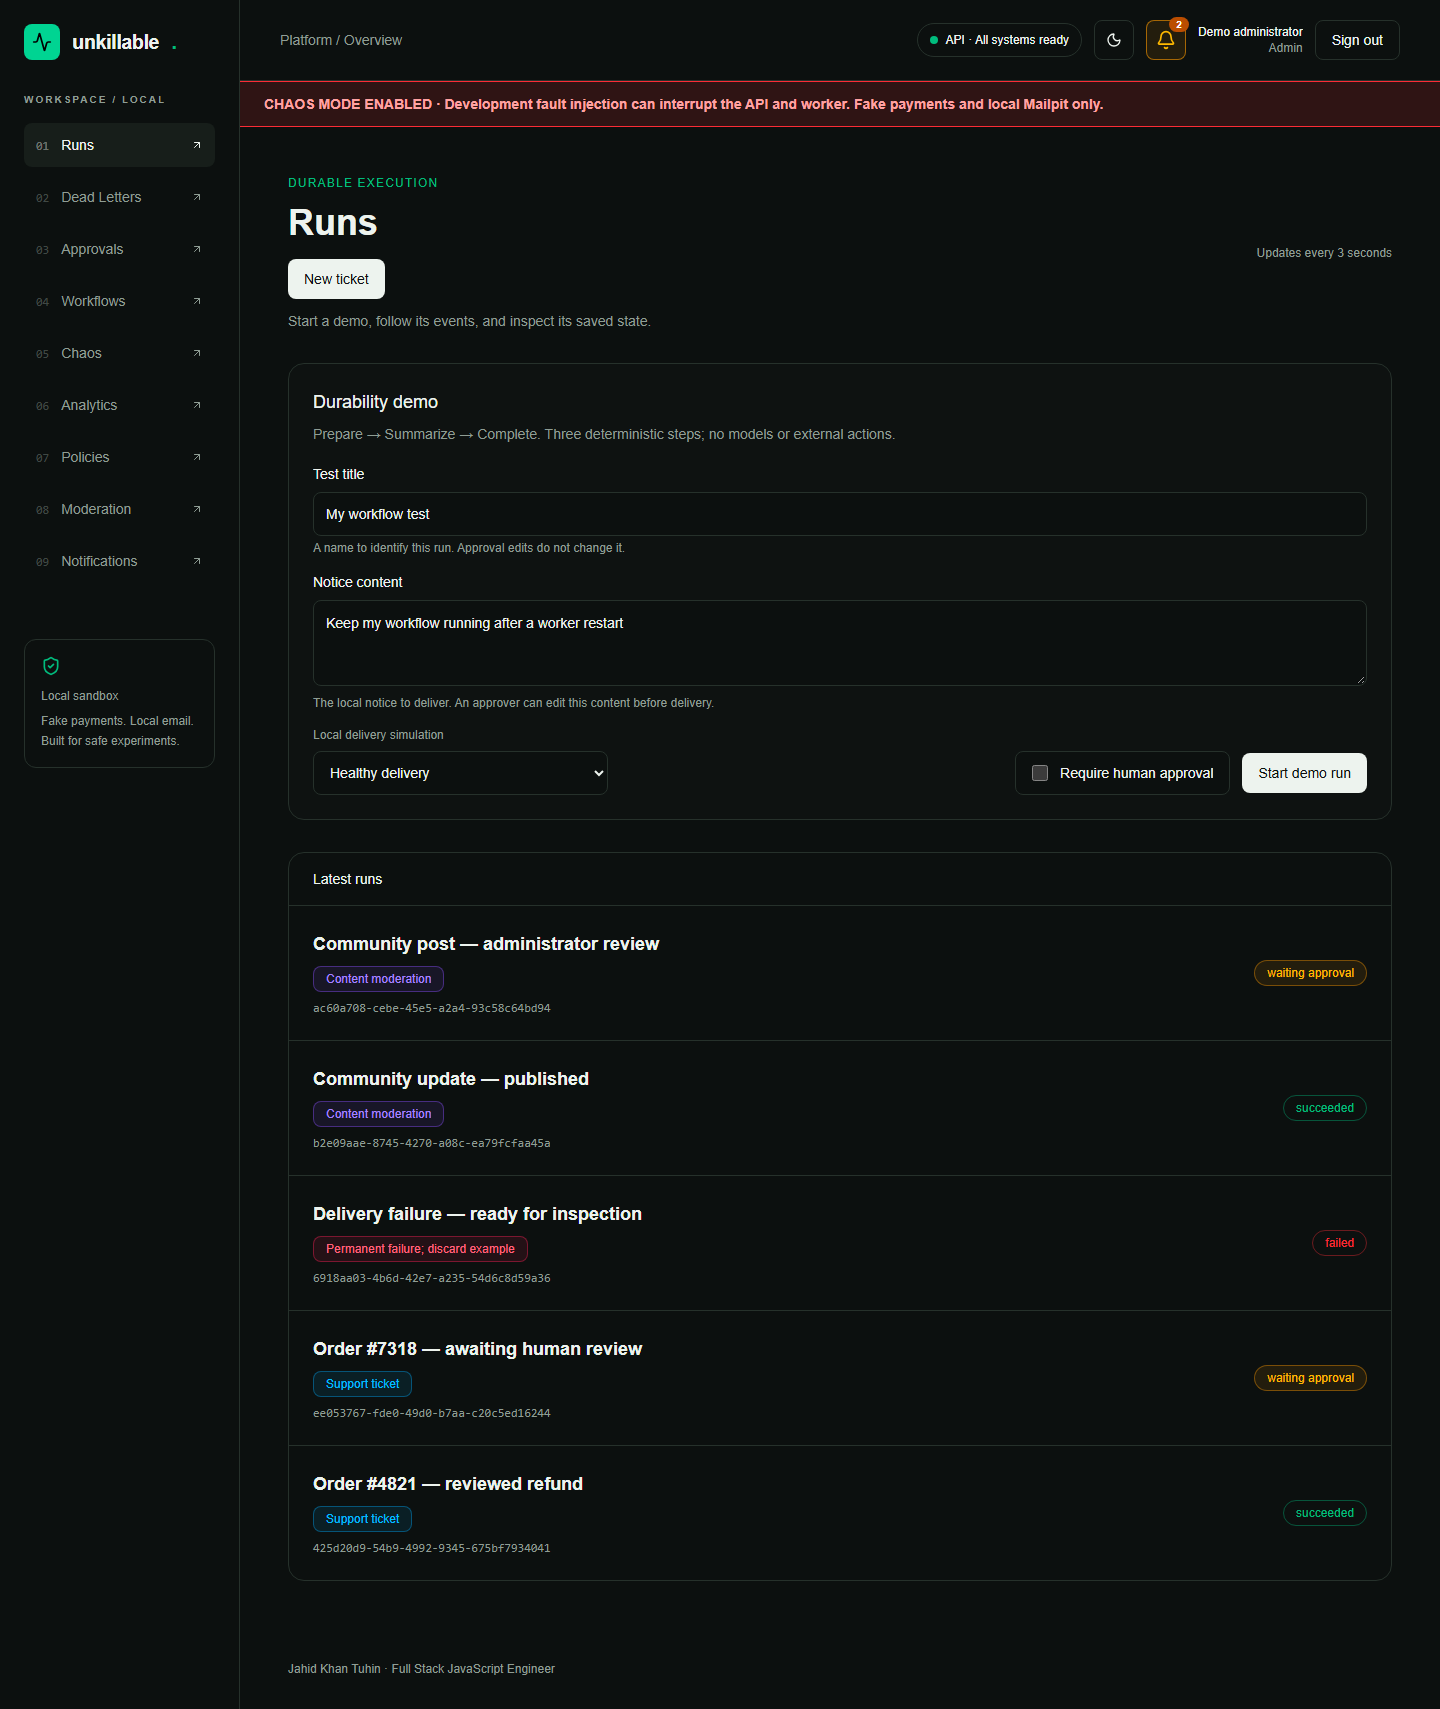 unkillable.
WORKSPACE / LOCAL
01 Runs
02 Dead Letters
03 Approvals
04 Workflows
05 Chaos
06 Analytics
07 Policies
08 Moderation
09 Notifications
Local sandbox
Fake payments. Local email.
Built for safe experiments.
Platform / Overview
API · All systems ready
2
Demo administrator
Admin
Sign out
CHAOS MODE ENABLED · Development fault injection can interrupt the API and worker. Fake payments and local Mailpit only.
DURABLE EXECUTION
Runs
New ticket
Start a demo, follow its events, and inspect its saved state.
Updates every 3 seconds
Durability demo
Prepare → Summarize → Complete. Three deterministic steps; no models or external actions.
Test title
My workflow test
A name to identify this run. Approval edits do not change it.
Notice content
Keep my workflow running after a worker restart
The local notice to deliver. An approver can edit this content before delivery.
Local delivery simulation
Healthy delivery
Require human approval
Start demo run
Latest runs
Community post — administrator review
Content moderation
ac60a708-cebe-45e5-a2a4-93c58c64bd94
waiting approval
Community update — published
Content moderation
b2e09aae-8745-4270-a08c-ea79fcfaa45a
succeeded
Delivery failure — ready for inspection
Permanent failure; discard example
6918aa03-4b6d-42e7-a235-54d6c8d59a36
failed
Order #7318 — awaiting human review
Support ticket
ee053767-fde0-49d0-b7aa-c20c5ed16244
waiting approval
Order #4821 — reviewed refund
Support ticket
425d20d9-54b9-4992-9345-675bf7934041
succeeded
Jahid Khan Tuhin · Full Stack JavaScript Engineer